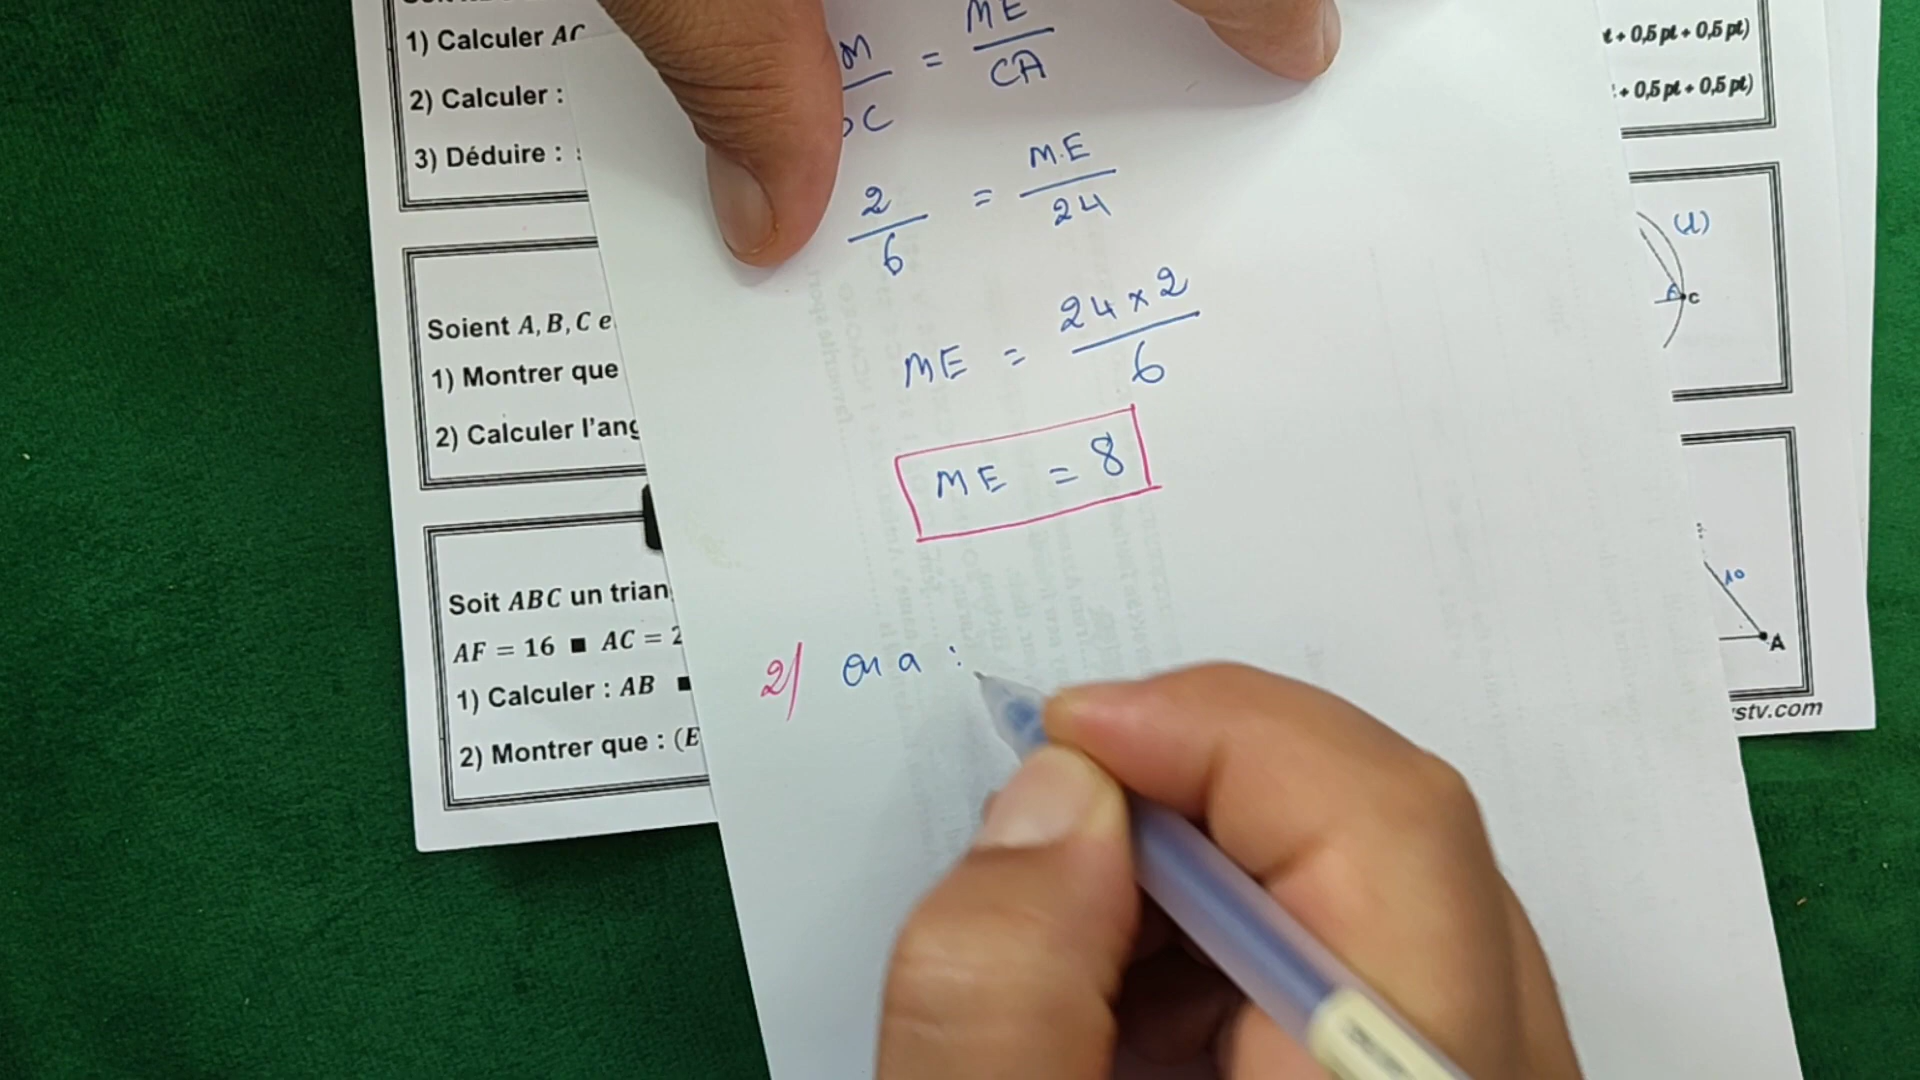 1) Calculer AC
2) Calculer :
3) Déduire :
Soient A, B, C e
1) Montrer que
2) Calculer l'ang
Soit ABC un trian
AF = 16 ■ AC = 2
1) Calculer : AB ■
2) Montrer que : (E
M = ME
C CA
2/6 = ME/24
ME = 24 × 2 / 6
ME = 8
2/ on a :
+ 0,5 pt + 0,5 pt)
+ 0,5 pt + 0,5 pt)
(d)
C
10
A
stv.com